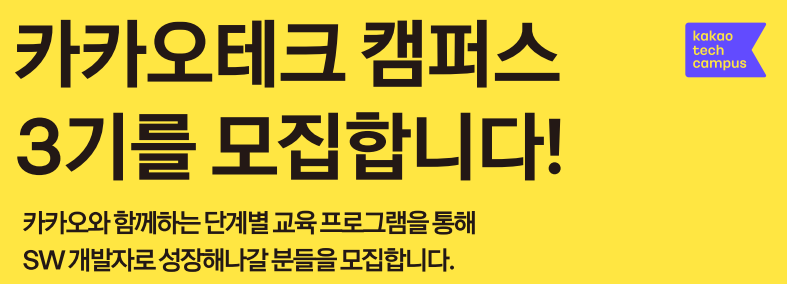 카카오테크 캠퍼스
3기를 모집합니다!
kakao
tech
campus
카카오와 함께하는 단계별 교육 프로그램을 통해
SW 개발자로 성장해나갈 분들을 모집합니다.